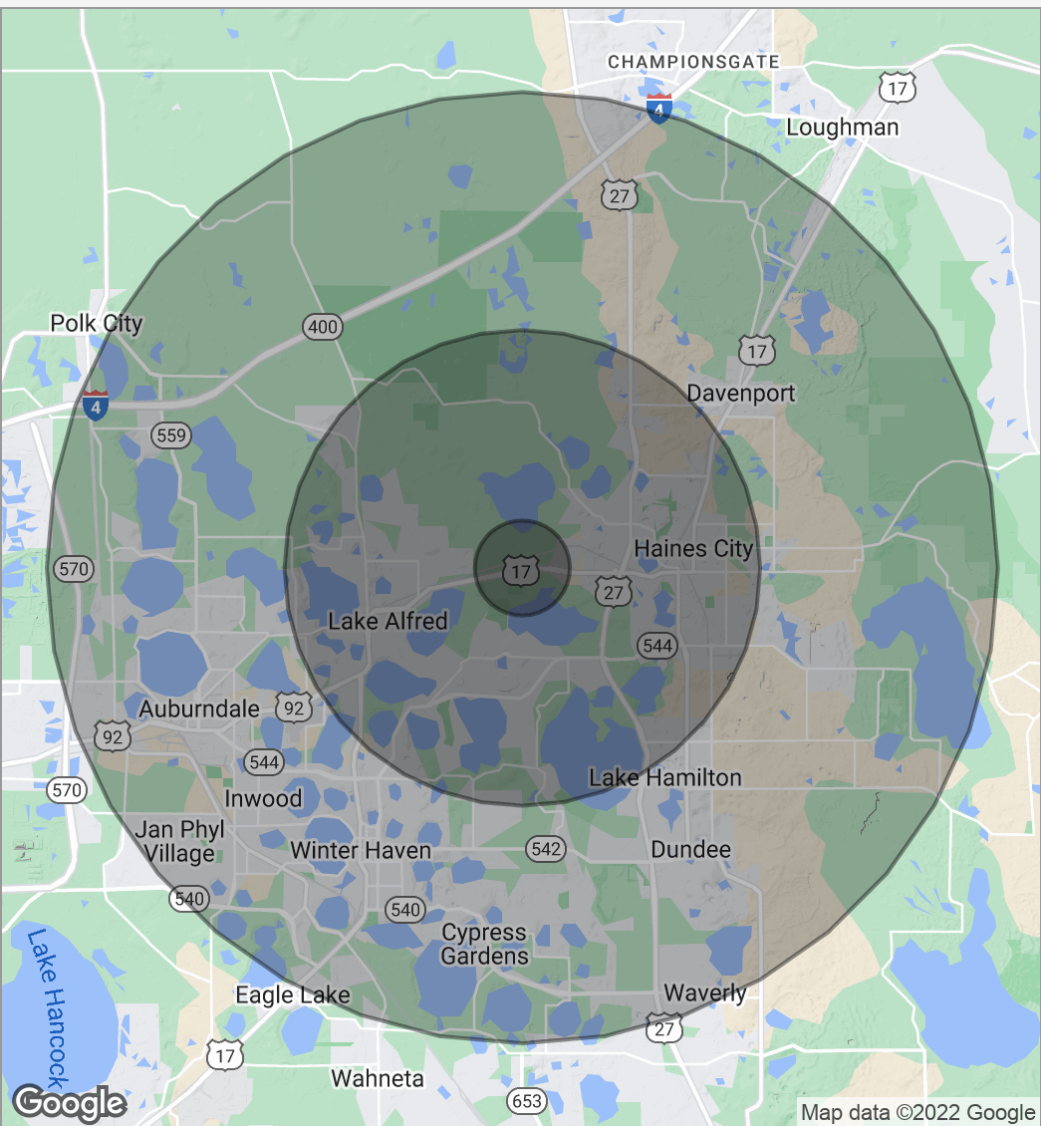 CHAMPIONSGATE
17
4
Loughman
27
Polk City
400
17
Davenport
4
559
Haines City
570
17
27
Lake Alfred
544
Auburndale
92
92
544
Lake Hamilton
570
Inwood
Jan Phyl
Village
Winter Haven
542
Dundee
540
540
Cypress
Gardens
Lake Hancock
Eagle Lake
Waverly
27
17
Wahneta
653
Google
Map data ©2022 Google